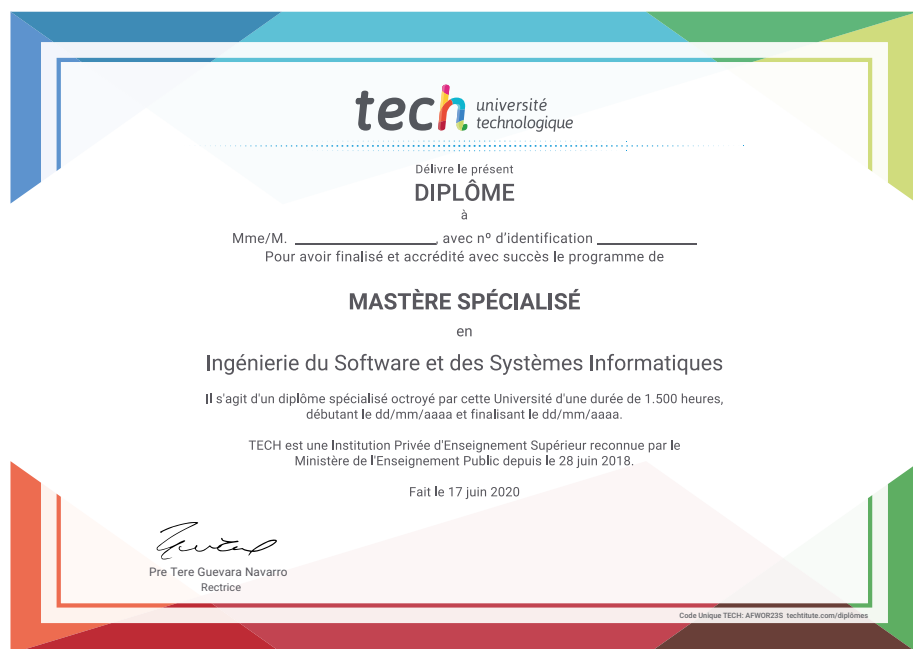 tech université
technologique
Délivre le présent
DIPLÔME
à
Mme/M. ____________________, avec nº d'identification ______________
Pour avoir finalisé et accrédité avec succès le programme de
MASTÈRE SPÉCIALISÉ
en
Ingénierie du Software et des Systèmes Informatiques
Il s'agit d'un diplôme spécialisé octroyé par cette Université d'une durée de 1.500 heures,
débutant le dd/mm/aaaa et finalisant le dd/mm/aaaa.
TECH est une Institution Privée d'Enseignement Supérieur reconnue par le
Ministère de l'Enseignement Public depuis le 28 juin 2018.
Fait le 17 juin 2020
Pre Tere Guevara Navarro
Rectrice
Code Unique TECH: AFWOR23S techtitute.com/diplômes